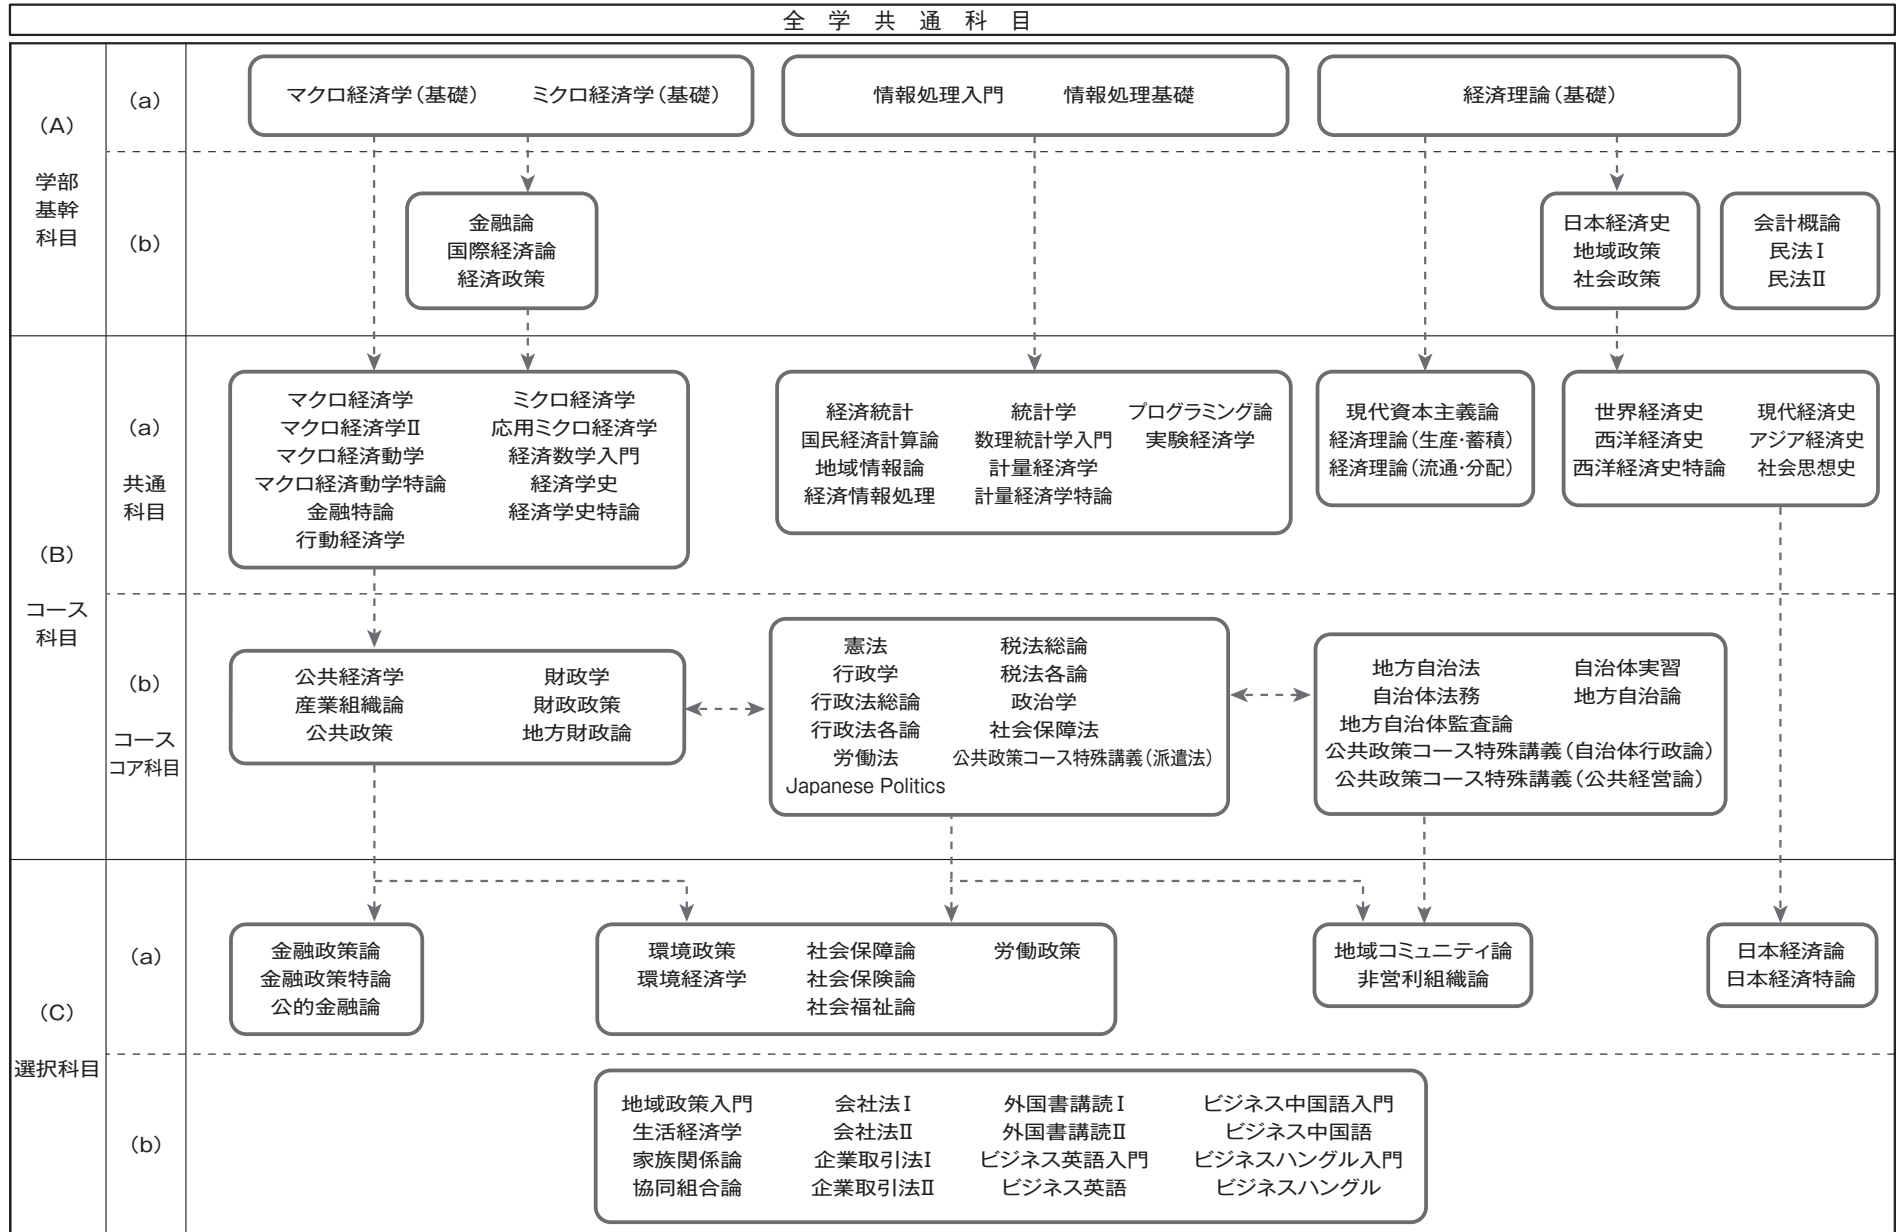 全学共通科目
(A)
学部
基幹
科目
(a)
マクロ経済学(基礎) ミクロ経済学(基礎)
情報処理入門 情報処理基礎
経済理論(基礎)
(b)
金融論
国際経済論
経済政策
日本経済史
地域政策
社会政策
会計概論
民法Ⅰ
民法Ⅱ
(B)
コース
科目
(a)
共通
科目
マクロ経済学 ミクロ経済学
マクロ経済学Ⅱ 応用ミクロ経済学
マクロ経済動学 経済数学入門
マクロ経済動学特論 経済学史
金融特論 経済学史特論
行動経済学
経済統計 統計学 プログラミング論
国民経済計算論 数理統計学入門 実験経済学
地域情報論 計量経済学
経済情報処理 計量経済学特論
現代資本主義論
経済理論(生産・蓄積)
経済理論(流通・分配)
世界経済史 現代経済史
西洋経済史 アジア経済史
西洋経済史特論 社会思想史
(b)
コース
コア科目
公共経済学 財政学
産業組織論 財政政策
公共政策 地方財政論
憲法 税法総論
行政学 税法各論
行政法総論 政治学
行政法各論 社会保障法
労働法 公共政策コース特殊講義(派遣法)
Japanese Politics
地方自治法 自治体実習
自治体法務 地方自治論
地方自治体監査論
公共政策コース特殊講義(自治体行政論)
公共政策コース特殊講義(公共経営論)
(C)
選択科目
(a)
金融政策論
金融政策特論
公的金融論
環境政策 社会保障論 労働政策
環境経済学 社会保険論
社会福祉論
地域コミュニティ論
非営利組織論
日本経済論
日本経済特論
(b)
地域政策入門 会社法Ⅰ 外国書講読Ⅰ ビジネス中国語入門
生活経済学 会社法Ⅱ 外国書講読Ⅱ ビジネス中国語
家族関係論 企業取引法Ⅰ ビジネス英語入門 ビジネスハングル入門
協同組合論 企業取引法Ⅱ ビジネス英語 ビジネスハングル